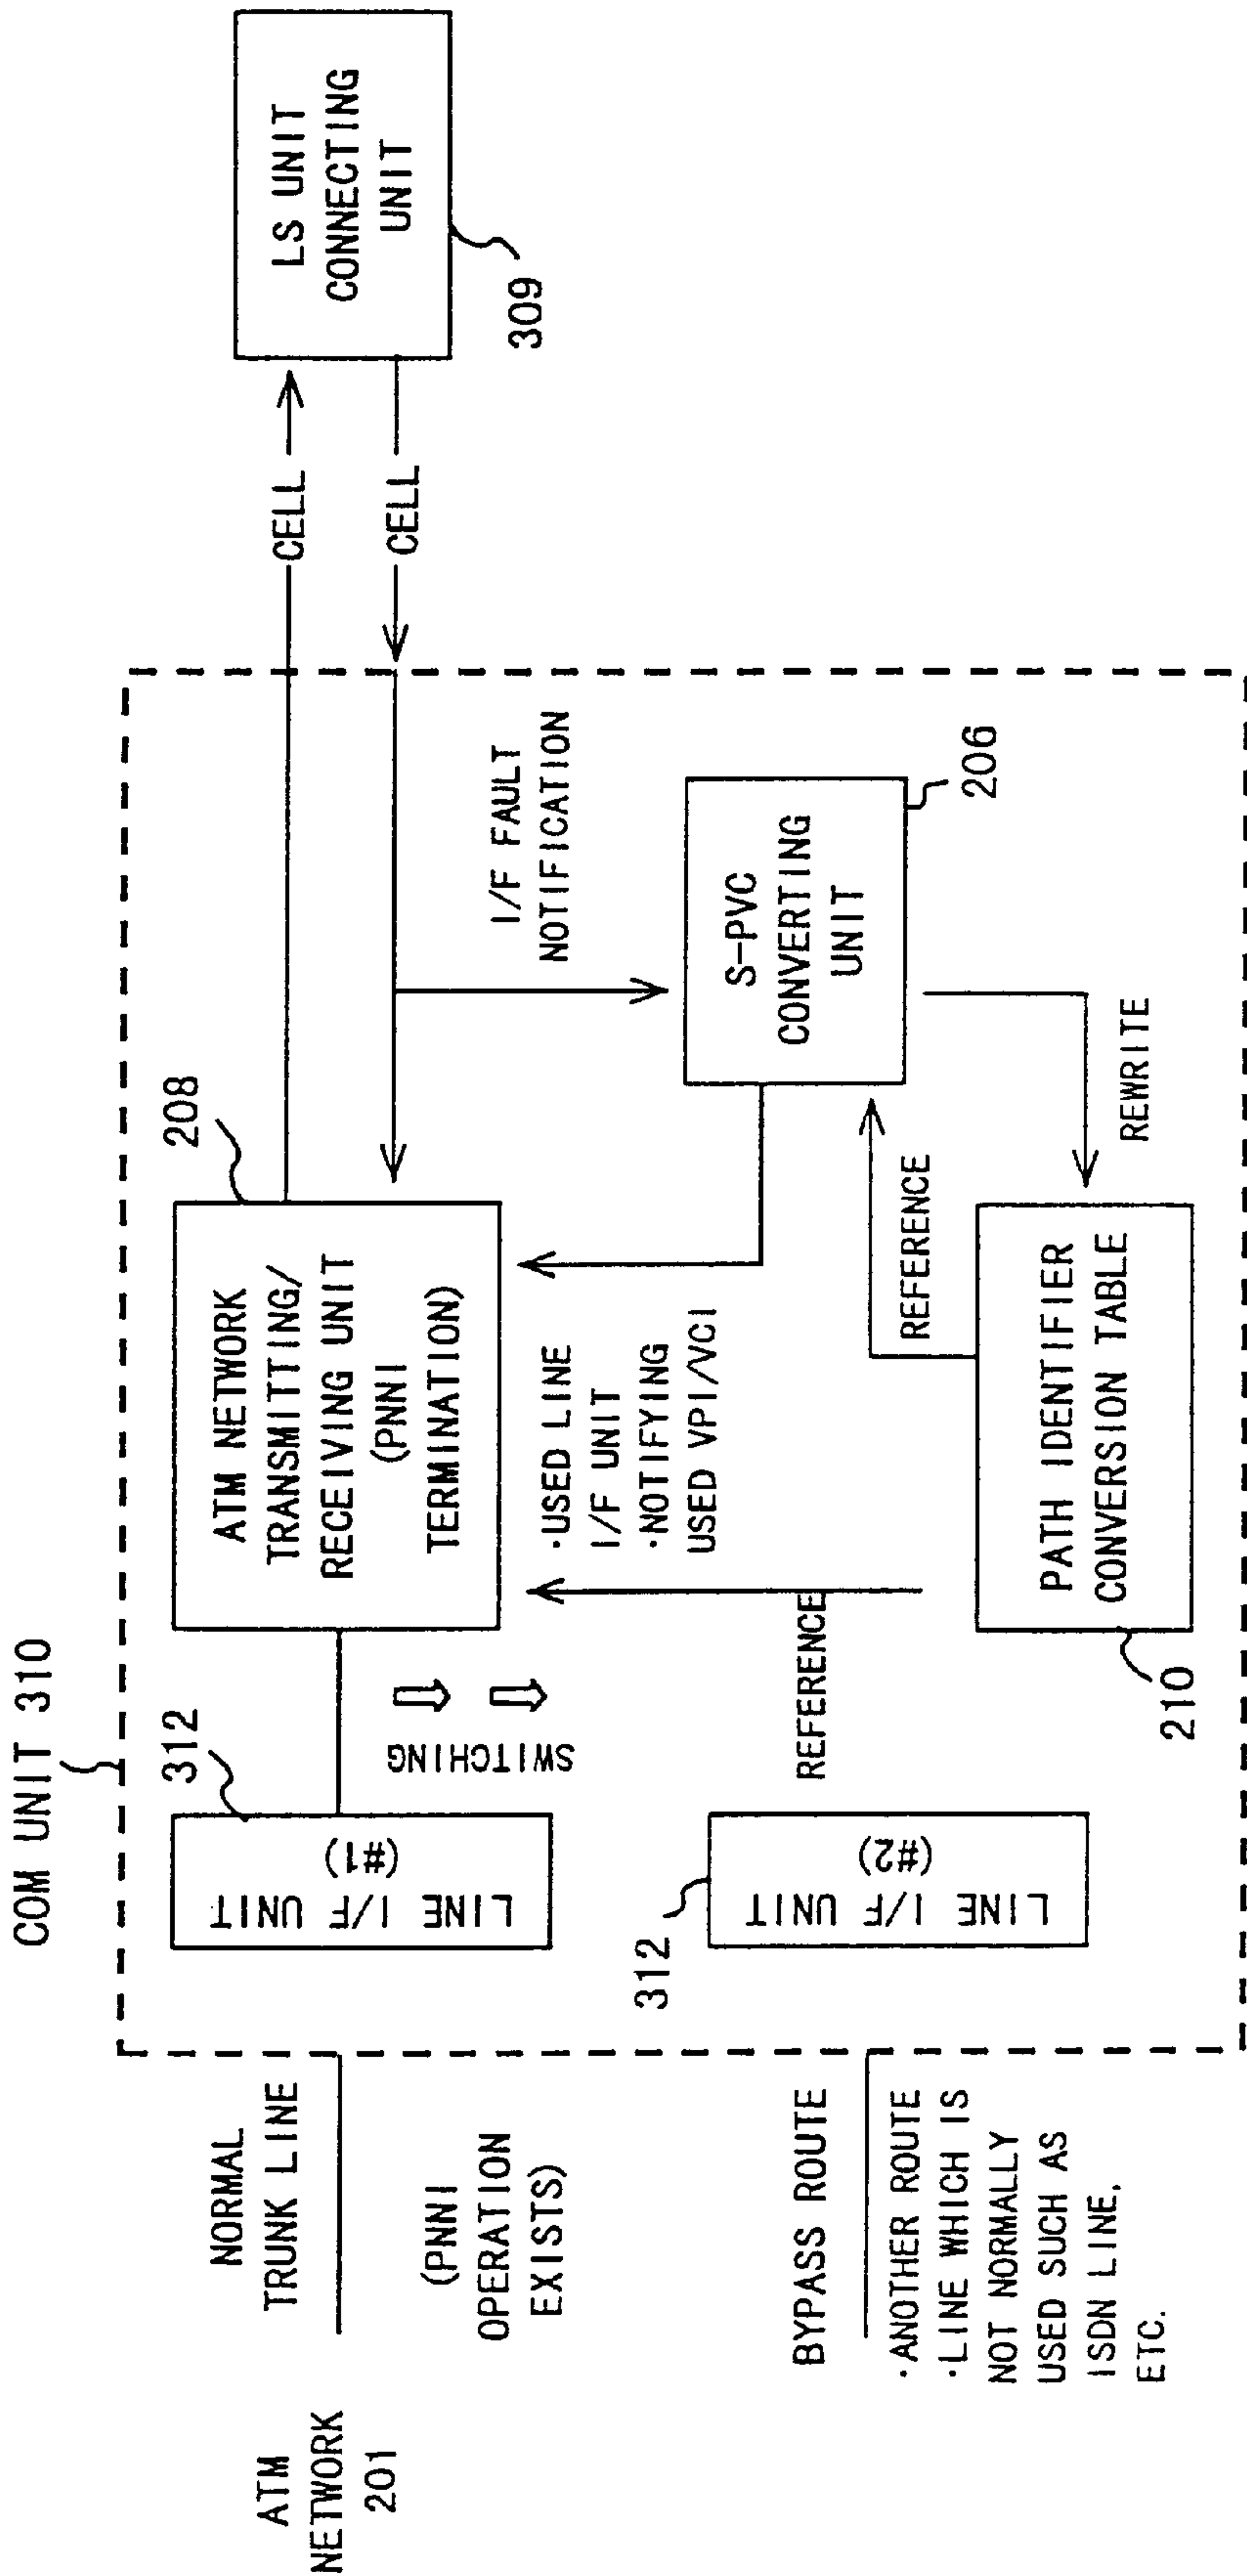 COM UNIT 310
ATM
NETWORK
201
NORMAL
TRUNK LINE
(PNNI
OPERATION
EXISTS)
BYPASS ROUTE
·ANOTHER ROUTE
·LINE WHICH IS
NOT NORMALLY
USED SUCH AS
ISDN LINE,
ETC.
312
LINE I/F UNIT
(#1)
312
LINE I/F UNIT
(#2)
SWITCHING
208
ATM NETWORK
TRANSMITTING/
RECEIVING UNIT
(PNNI
TERMINATION)
·USED LINE
I/F UNIT
·NOTIFYING
USED VPI/VCI
REFERENCE
REFERENCE
PATH IDENTIFIER
CONVERSION TABLE
210
REWRITE
I/F FAULT
NOTIFICATION
S-PVC
CONVERTING
UNIT
206
CELL
CELL
LS UNIT
CONNECTING
UNIT
309